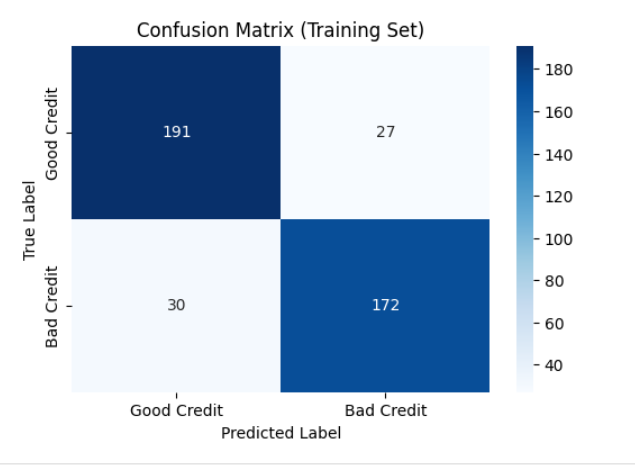 Confusion Matrix (Training Set)
True Label
Good Credit
Bad Credit
191
27
30
172
Good Credit
Bad Credit
Predicted Label
180
160
140
120
100
80
60
40